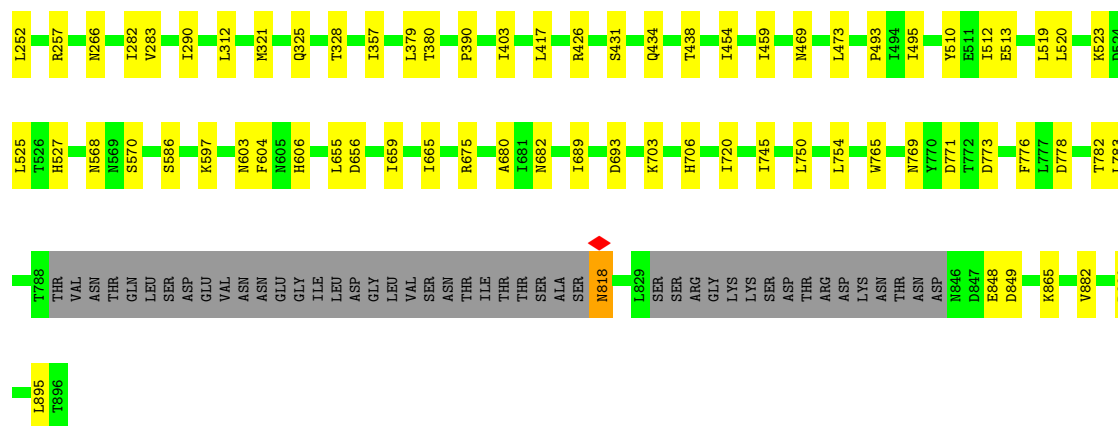 L252 R257 N266 I282 V283 I290 L312 M321 Q325 T328 I357 L379 T380 P390 I403 L417 R426 S431 Q434 T438 I454 I459 N469 L473 P493 I494 I495 Y510 E511 I512 E513 L519 L520 K523 D524
L525 T526 H527 N568 N569 S570 S586 K597 N603 F604 N605 H606 L655 D656 I659 I665 R675 A680 I681 N682 I689 D693 K703 H706 I720 I745 L750 L754 W765 N769 Y770 D771 T772 D773 F776 L777 D778 T782 L783
T788 THR VAL ASN THR GLN LEU SER ASP GLU VAL ASN ASN GLU GLY ILE LEU ASP GLY LEU VAL SER ASN THR ILE THR THR SER ALA SER N818 L829 SER SER ARG GLY LYS LYS SER ASP THR ARG ASP LYS ASN THR ASN ASP N846 D847 E848 D849 K865 V882
L895 T896